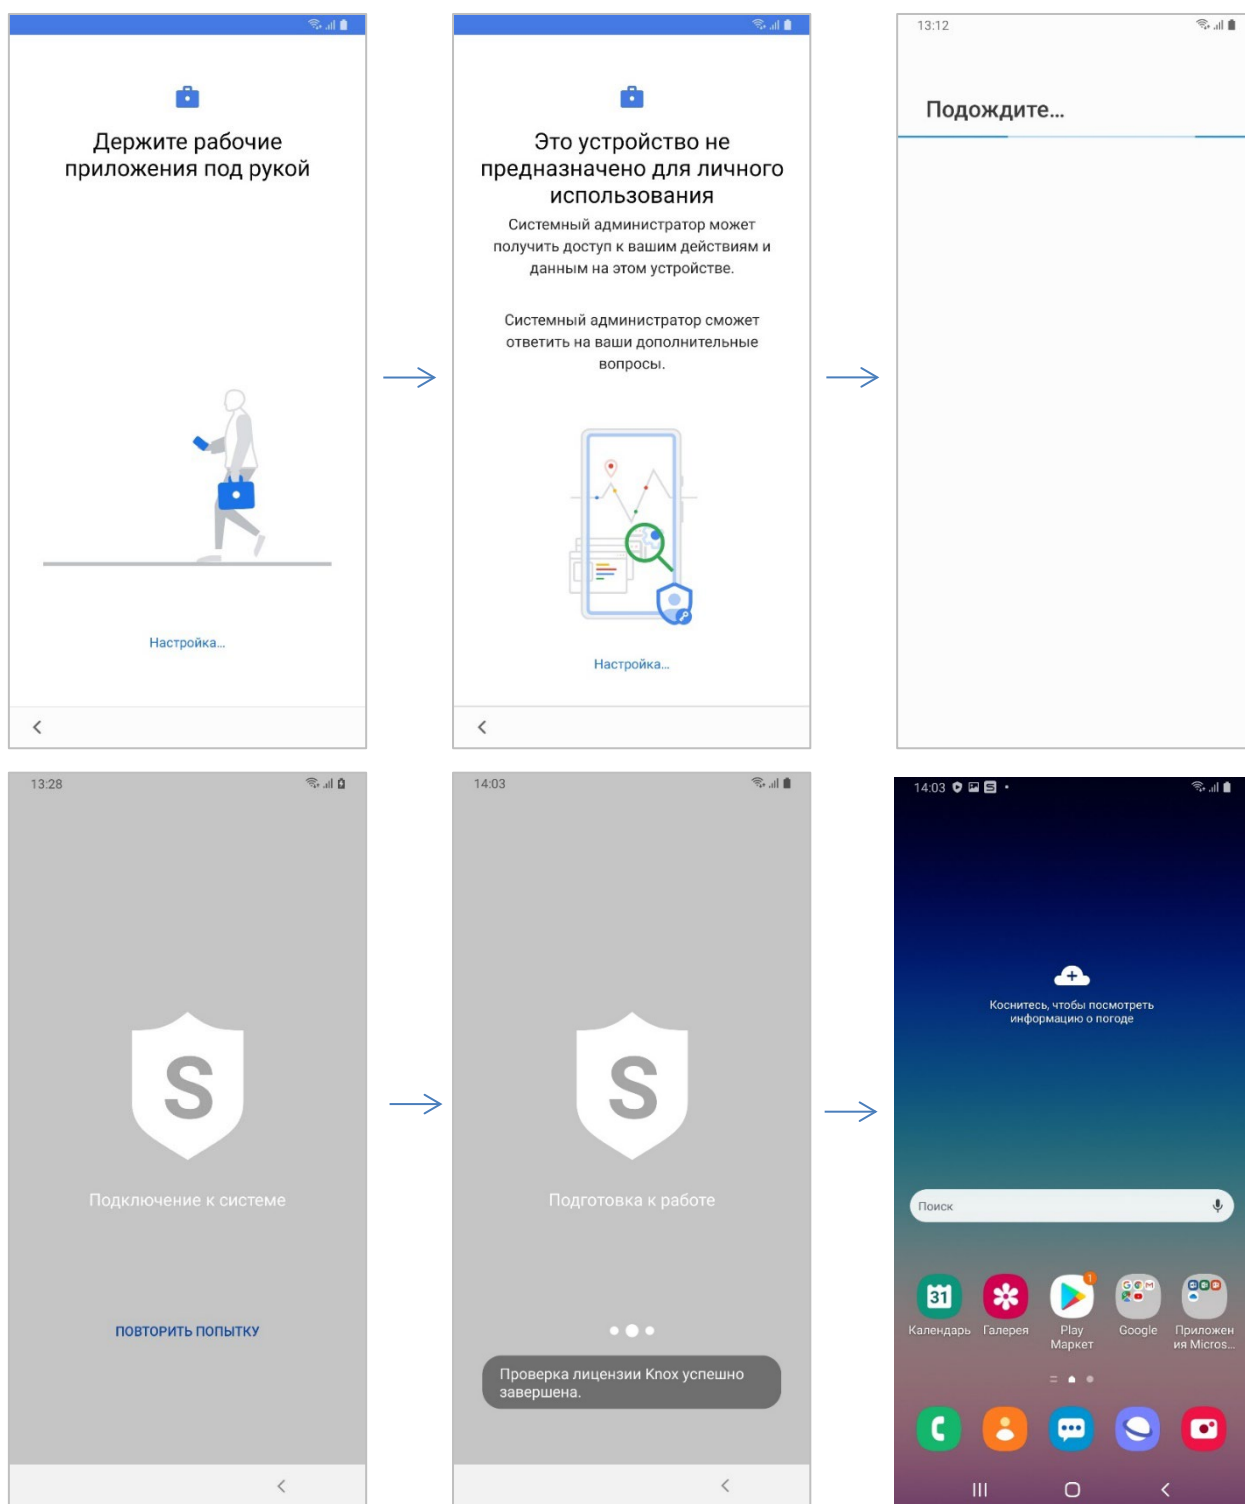 Держите рабочие
приложения под рукой
Настройка...
Это устройство не
предназначено для личного
использования
Системный администратор может
получить доступ к вашим действиям и
данным на этом устройстве.
Системный администратор сможет
ответить на ваши дополнительные
вопросы.
Настройка...
13:12
Подождите...
13:28
S
Подключение к системе
ПОВТОРИТЬ ПОПЫТКУ
14:03
S
Подготовка к работе
Проверка лицензии Knox успешно
завершена.
14:03
Коснитесь, чтобы посмотреть
информацию о погоде
Поиск
31
1
Календарь
Галерея
Play
Маркет
Google
Приложен
ия Micros...